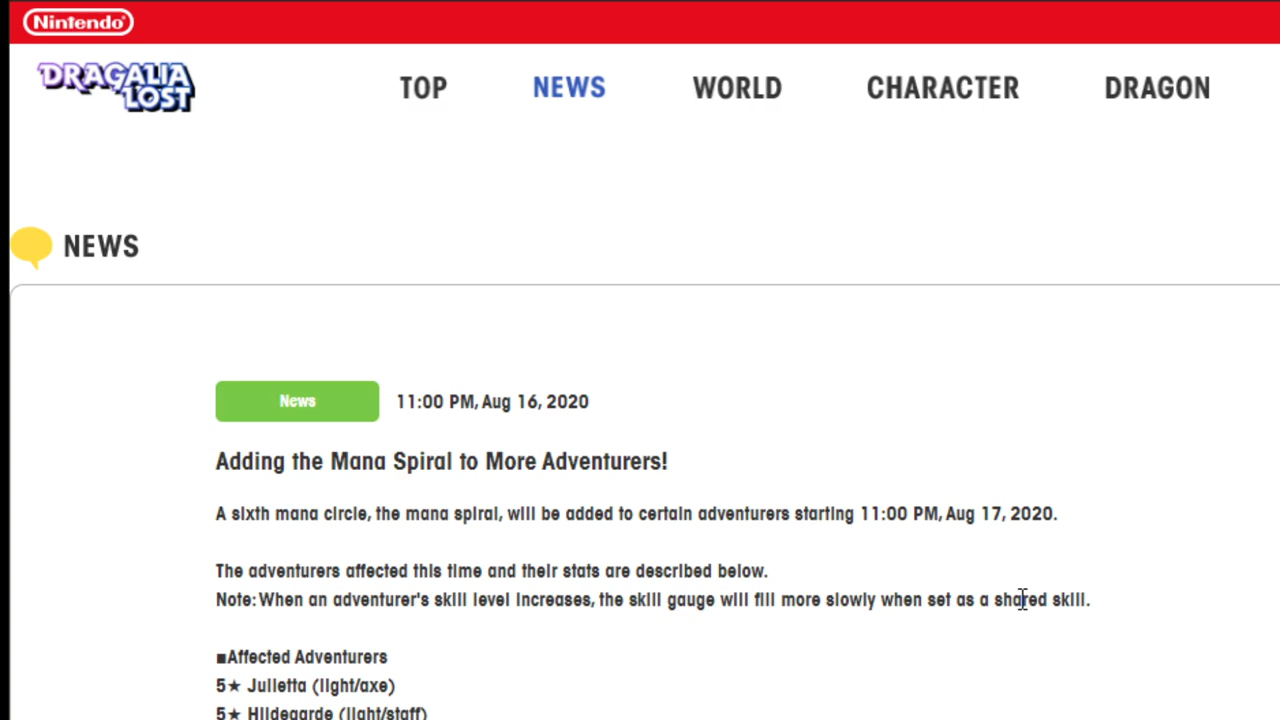 Nintendo
DRAGALIA LOST
TOP NEWS WORLD CHARACTER DRAGON
NEWS
News 11:00 PM, Aug 16, 2020
Adding the Mana Spiral to More Adventurers!
A sixth mana circle, the mana spiral, will be added to certain adventurers starting 11:00 PM, Aug 17, 2020.
The adventurers affected this time and their stats are described below.
Note: When an adventurer's skill level increases, the skill gauge will fill more slowly when set as a shared skill.
■Affected Adventurers
5★ Julietta (light/axe)
5★ Hildegarde (light/staff)